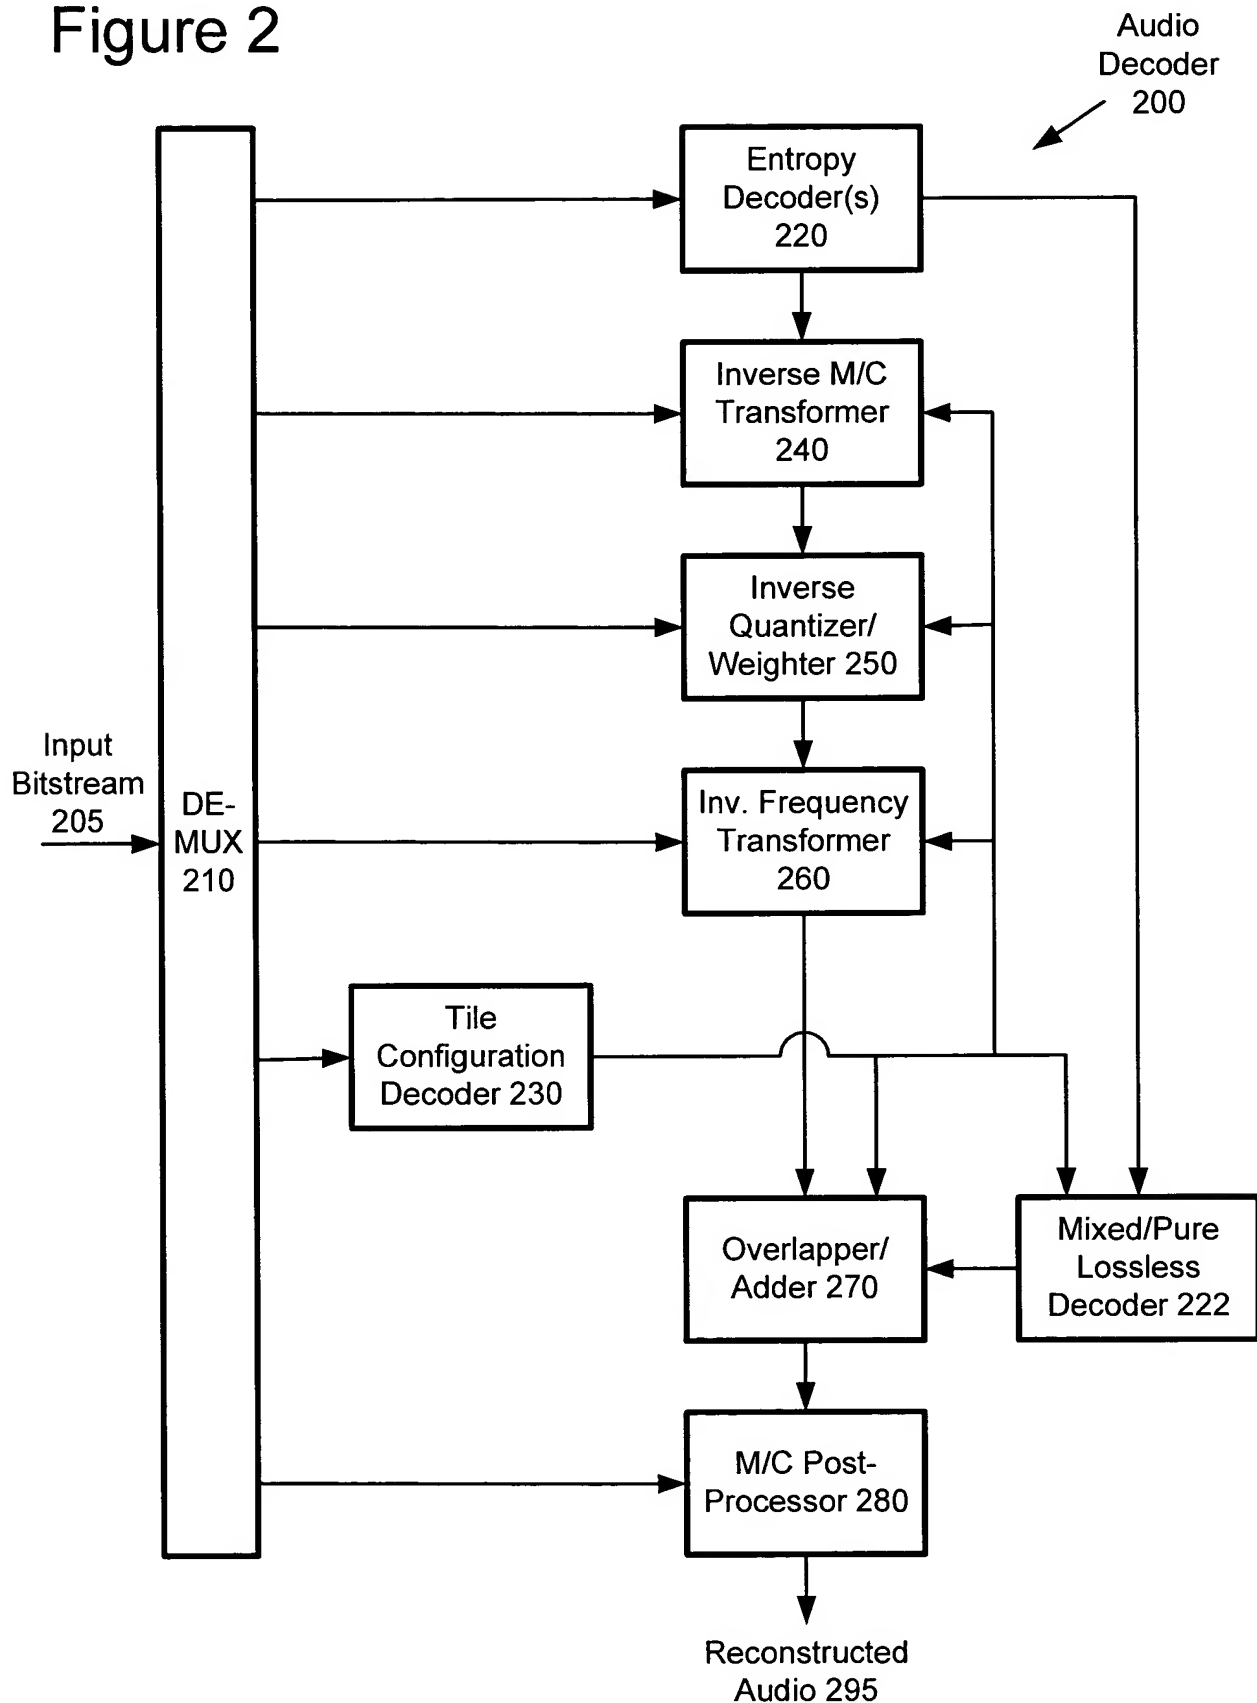 Figure 2
Audio
Decoder
200
Entropy
Decoder(s)
220
Inverse M/C
Transformer
240
Inverse
Quantizer/
Weighter 250
Input
Bitstream
205
DE-
MUX
210
Inv. Frequency
Transformer
260
Tile
Configuration
Decoder 230
Overlapper/
Adder 270
Mixed/Pure
Lossless
Decoder 222
M/C Post-
Processor 280
Reconstructed
Audio 295